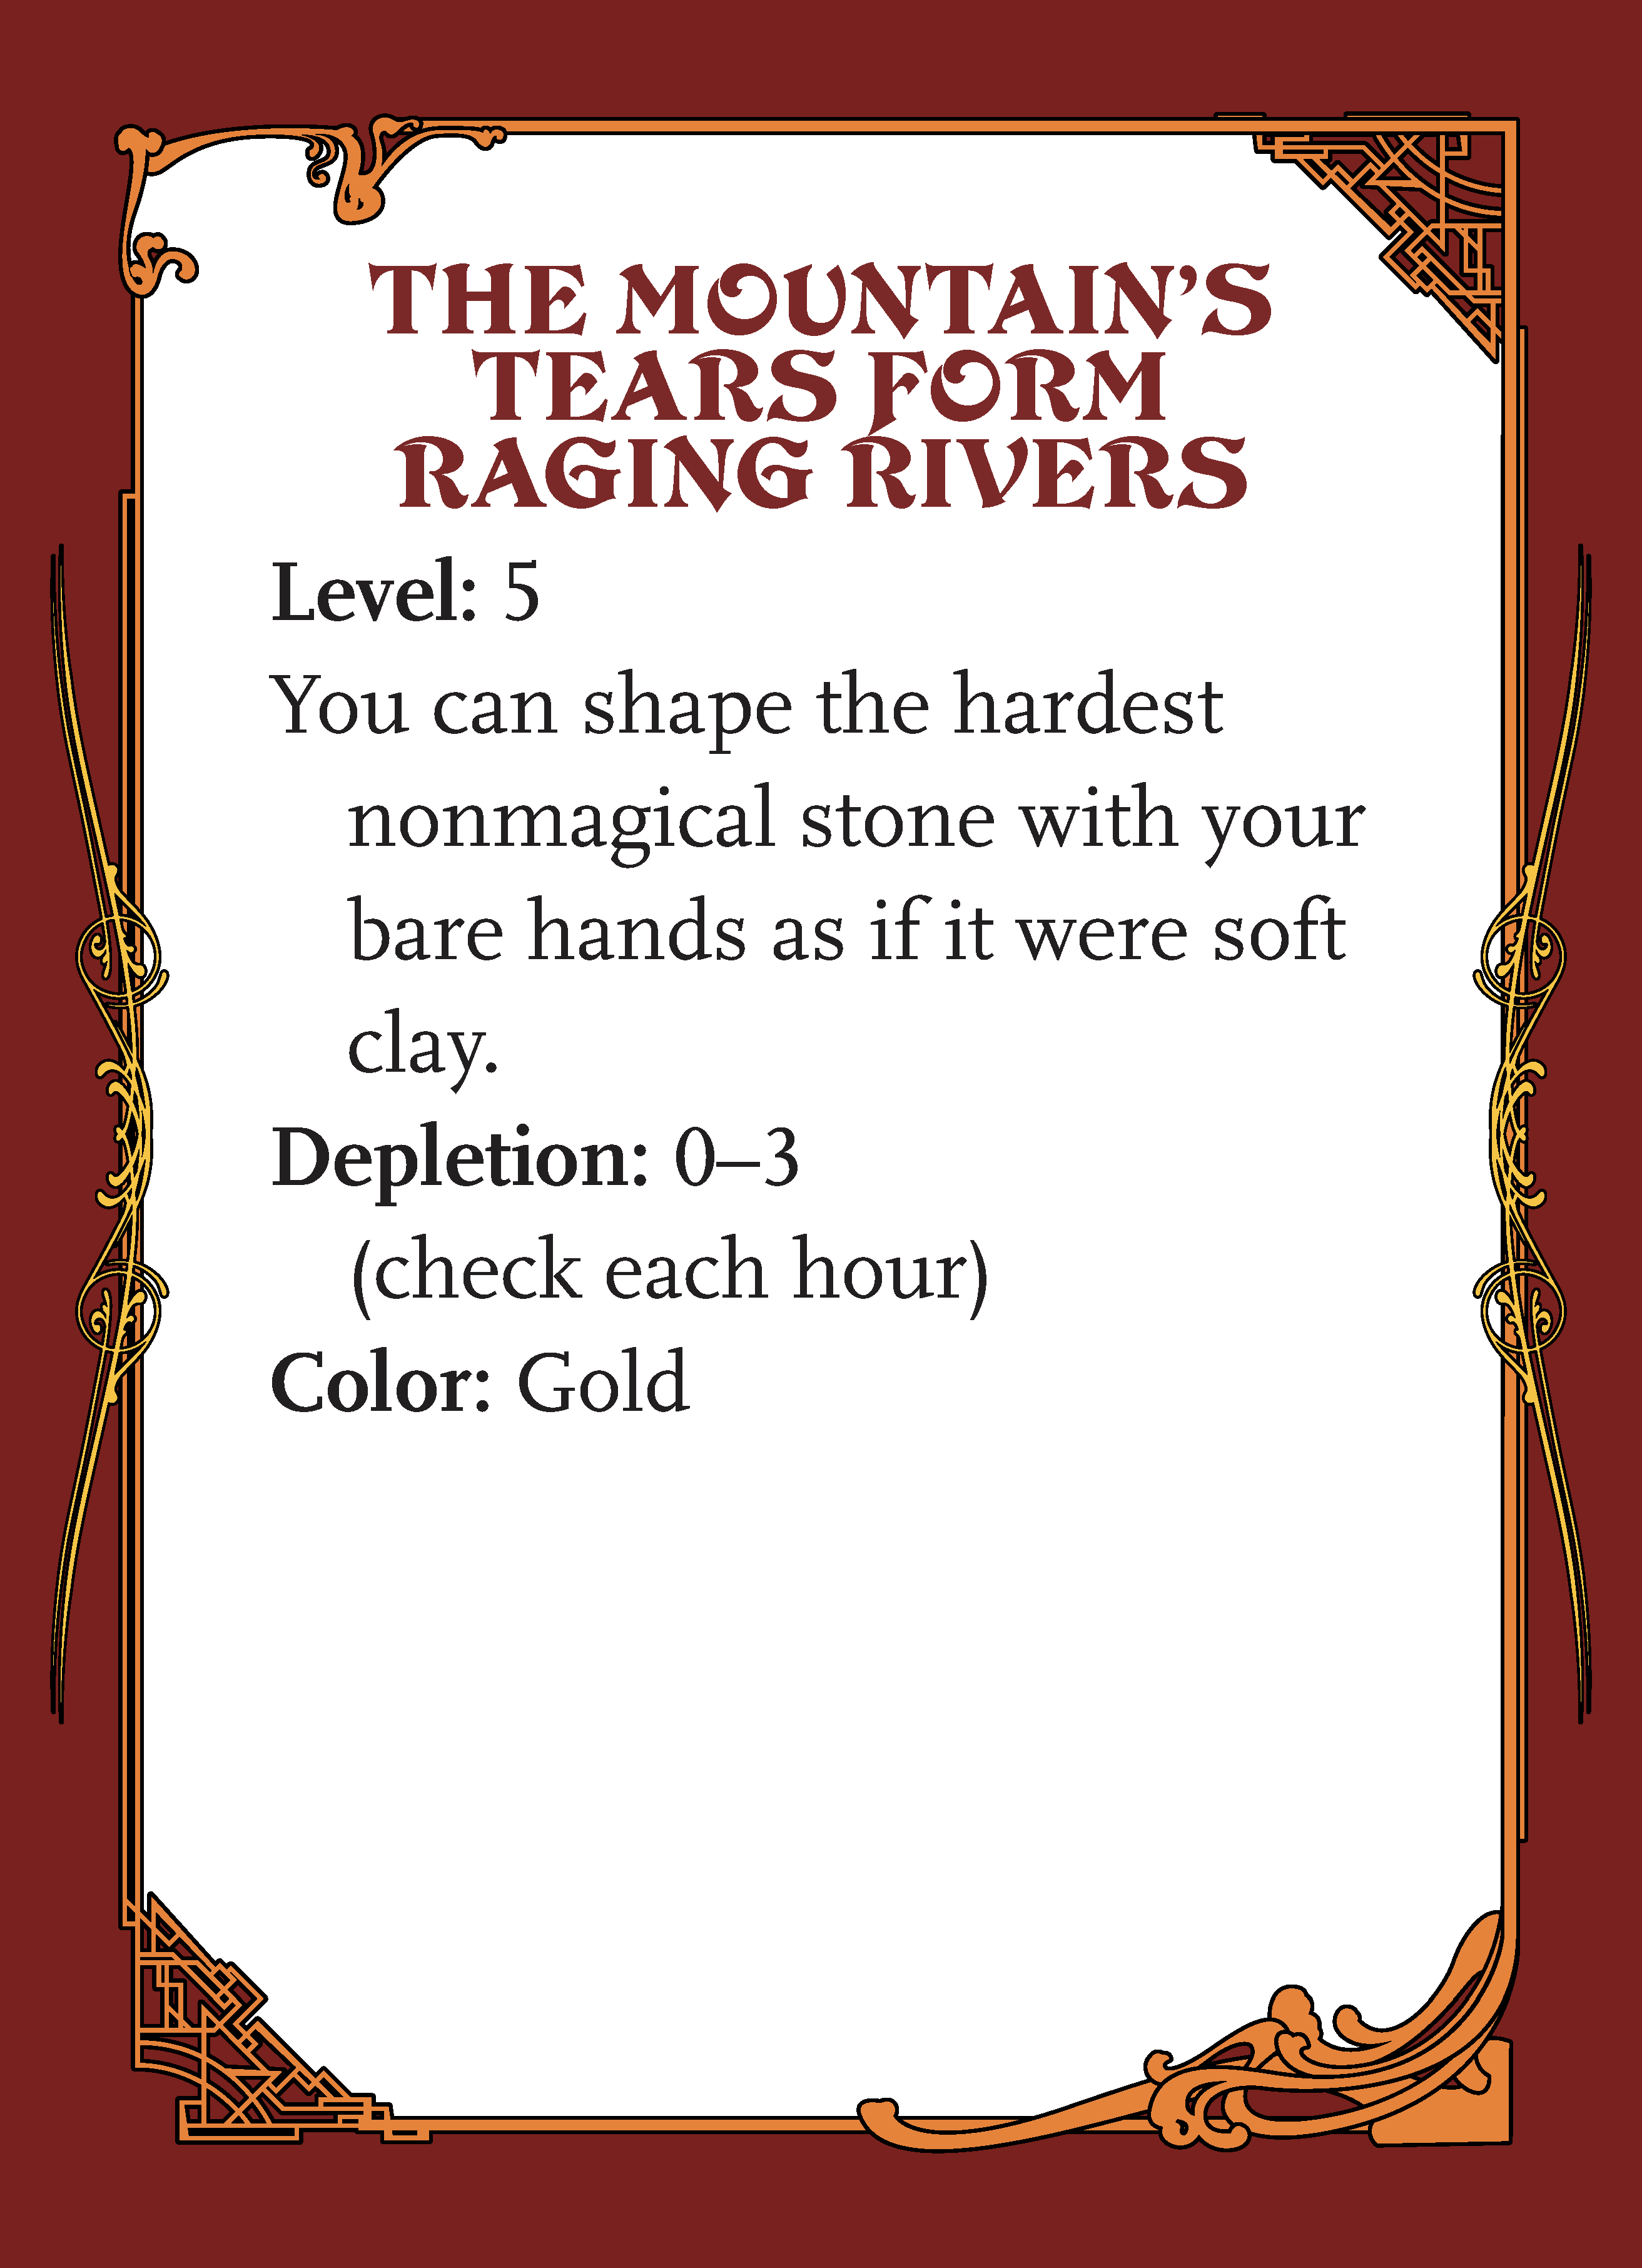 THE MOUNTAIN’S
TEARS FORM
RAGING RIVERS
Level: 5
You can shape the hardest
nonmagical stone with your
bare hands as if it were soft
clay.
Depletion: 0–3
(check each hour)
Color: Gold